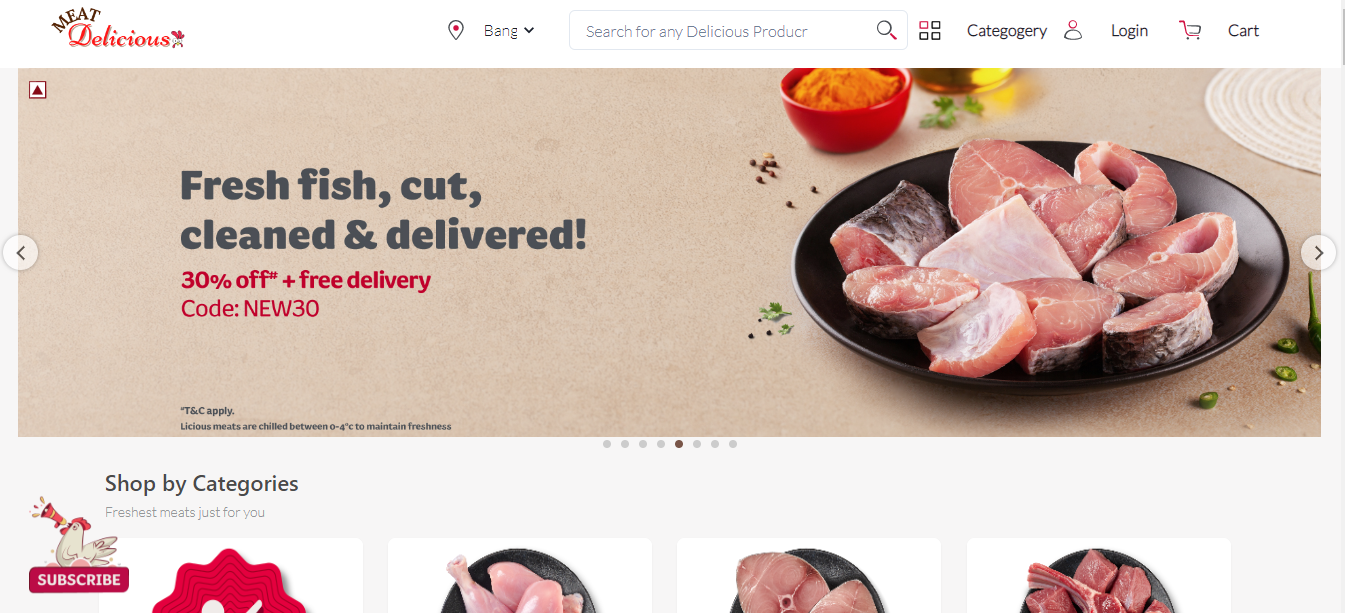 MEAT
Delicious
Bang
Search for any Delicious Producr
Categogery
Login
Cart
Fresh fish, cut,
cleaned & delivered!
30% off# + free delivery
Code: NEW30
#T&C apply.
Licious meats are chilled between 0-4°c to maintain freshness
Shop by Categories
Freshest meats just for you
SUBSCRIBE